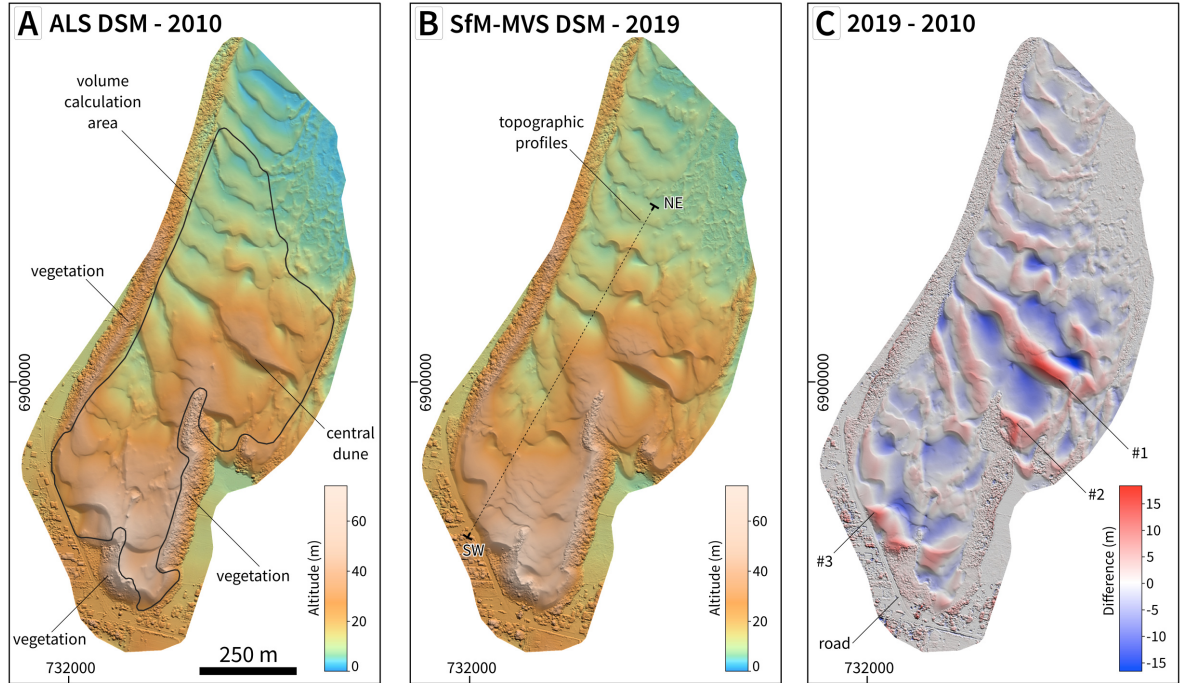 A ALS DSM - 2010
volume
calculation
area
vegetation
central
dune
vegetation
vegetation
6900000
732000
250 m
Altitude (m)
60
40
20
0
B SfM-MVS DSM - 2019
topographic
profiles
NE
SW
6900000
732000
Altitude (m)
60
40
20
0
C 2019 - 2010
#1
#2
#3
road
6900000
732000
Difference (m)
15
10
5
0
-5
-10
-15